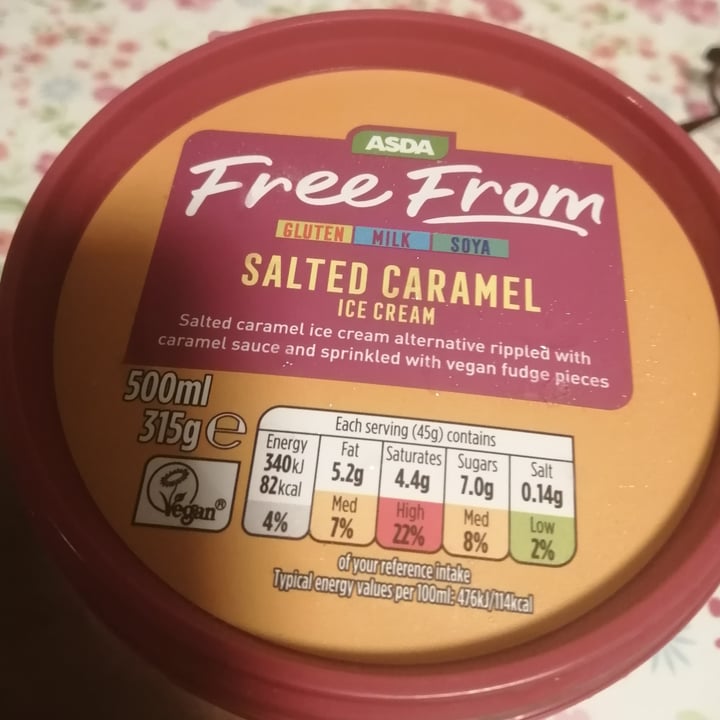 ASDA
Free From
GLUTEN MILK SOYA
SALTED CARAMEL
ICE CREAM
Salted caramel ice cream alternative rippled with
caramel sauce and sprinkled with vegan fudge pieces
500ml
315g e
Vegan®
Each serving (45g) contains
Energy 340kJ 82kcal 4%
Fat 5.2g Med 7%
Saturates 4.4g High 22%
Sugars 7.0g Med 8%
Salt 0.14g Low 2%
of your reference intake
Typical energy values per 100ml: 476kJ/114kcal